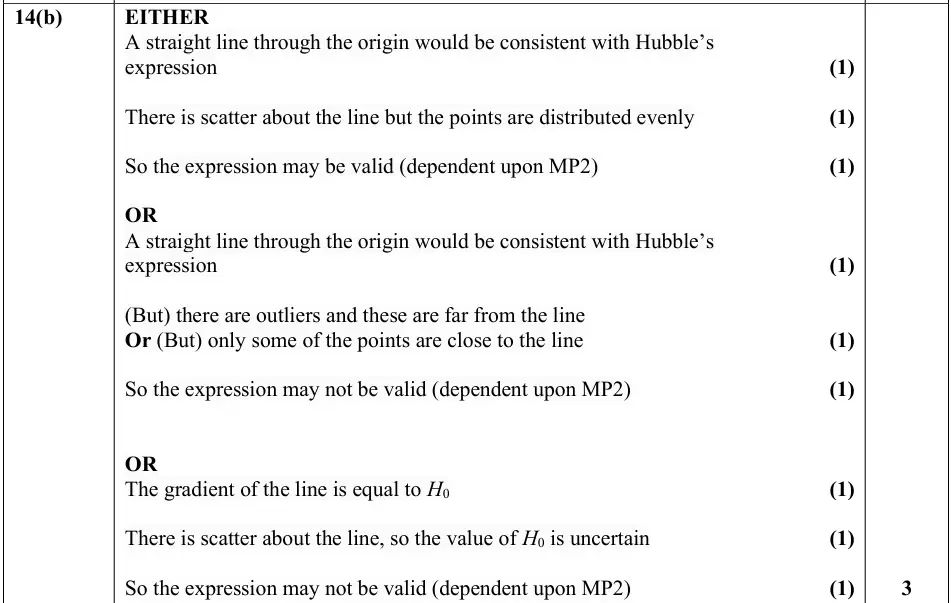 14(b)
EITHER
A straight line through the origin would be consistent with Hubble’s
expression (1)
There is scatter about the line but the points are distributed evenly (1)
So the expression may be valid (dependent upon MP2) (1)
OR
A straight line through the origin would be consistent with Hubble’s
expression (1)
(But) there are outliers and these are far from the line
Or (But) only some of the points are close to the line (1)
So the expression may not be valid (dependent upon MP2) (1)
OR
The gradient of the line is equal to H₀ (1)
There is scatter about the line, so the value of H₀ is uncertain (1)
So the expression may not be valid (dependent upon MP2) (1) 3